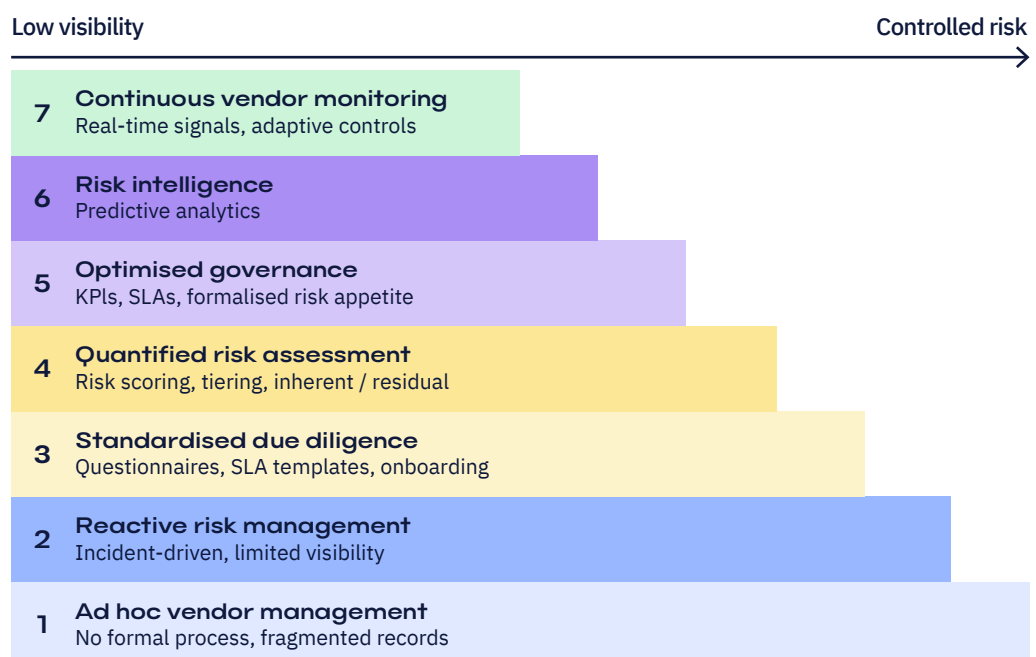 Low visibility
Controlled risk
7
Continuous vendor monitoring
Real-time signals, adaptive controls
6
Risk intelligence
Predictive analytics
5
Optimised governance
KPIs, SLAs, formalised risk appetite
4
Quantified risk assessment
Risk scoring, tiering, inherent / residual
3
Standardised due diligence
Questionnaires, SLA templates, onboarding
2
Reactive risk management
Incident-driven, limited visibility
1
Ad hoc vendor management
No formal process, fragmented records